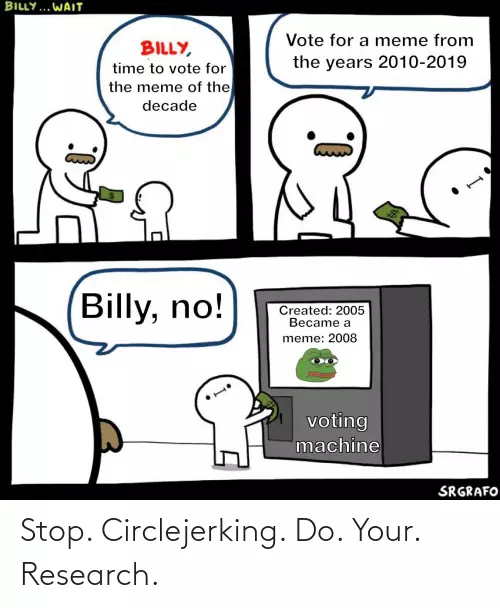 BILLY...WAIT
BILLY,
time to vote for
the meme of the
decade
Vote for a meme from
the years 2010-2019
Billy, no!
Created: 2005
Became a
meme: 2008
voting
machine
SRGRAFO
Stop. Circlejerking. Do. Your.
Research.